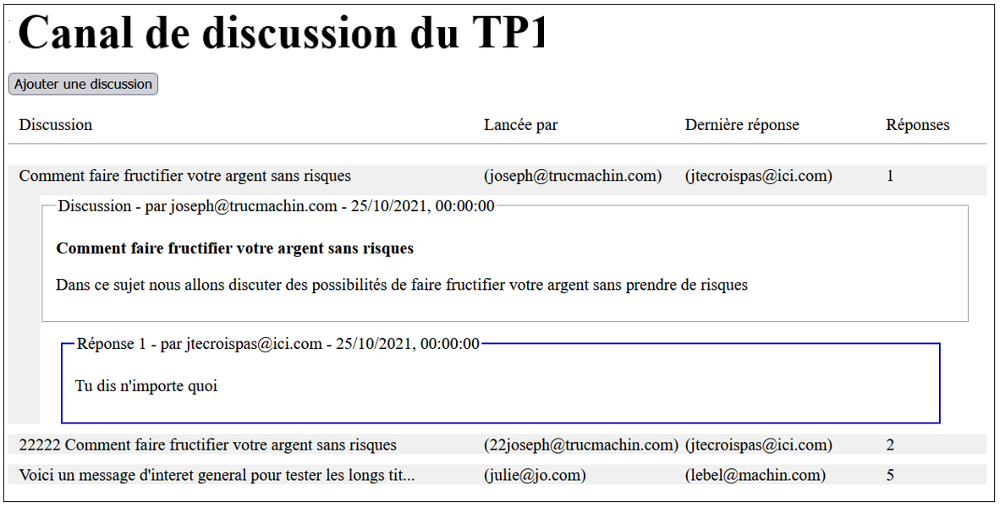 Canal de discussion du TP1
Ajouter une discussion
Discussion Lancée par Dernière réponse Réponses
Comment faire fructifier votre argent sans risques (joseph@trucmachin.com) (jtecroispas@ici.com) 1
Discussion - par joseph@trucmachin.com - 25/10/2021, 00:00:00
Comment faire fructifier votre argent sans risques
Dans ce sujet nous allons discuter des possibilités de faire fructifier votre argent sans prendre de risques
Réponse 1 - par jtecroispas@ici.com - 25/10/2021, 00:00:00
Tu dis n'importe quoi
22222 Comment faire fructifier votre argent sans risques (22joseph@trucmachin.com) (jtecroispas@ici.com) 2
Voici un message d'interet general pour tester les longs tit... (julie@jo.com) (lebel@machin.com) 5